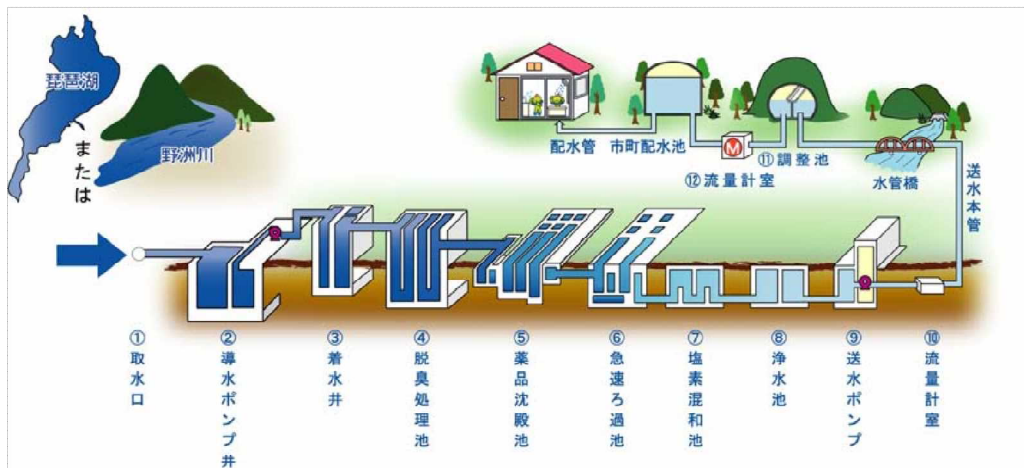 琵琶湖
または
野洲川
配水管
市町配水池
⑫流量計室
Ⓜ
⑪調整池
水管橋
送水本管
①取水口
②導水ポンプ井
③着水井
④脱臭処理池
⑤薬品沈殿池
⑥急速ろ過池
⑦塩素混和池
⑧浄水池
⑨送水ポンプ
⑩流量計室